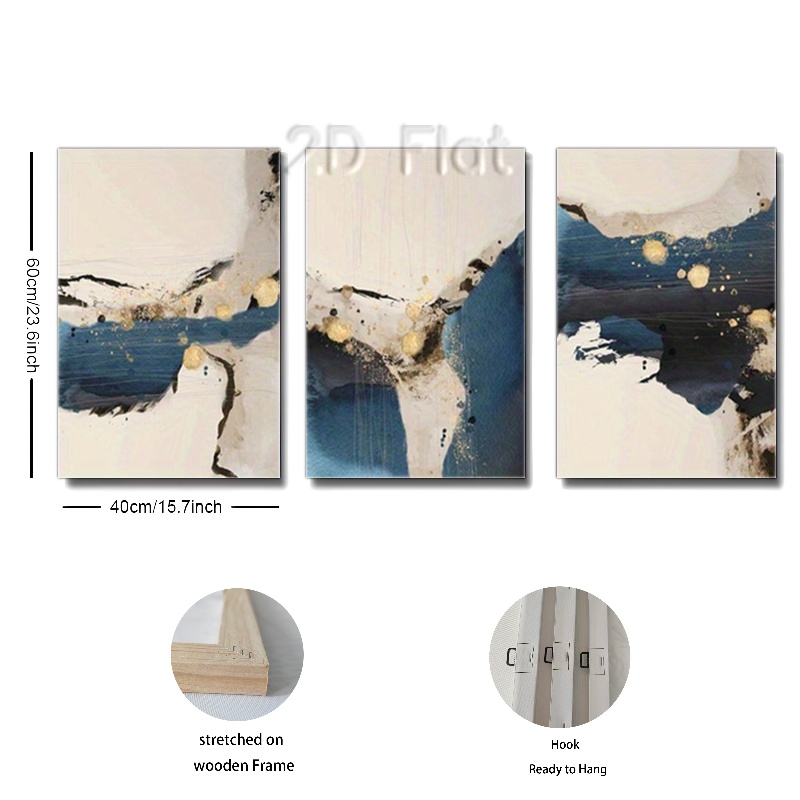 2D Flat
60cm/23.6inch
40cm/15.7inch
stretched on
wooden Frame
Hook
Ready to Hang